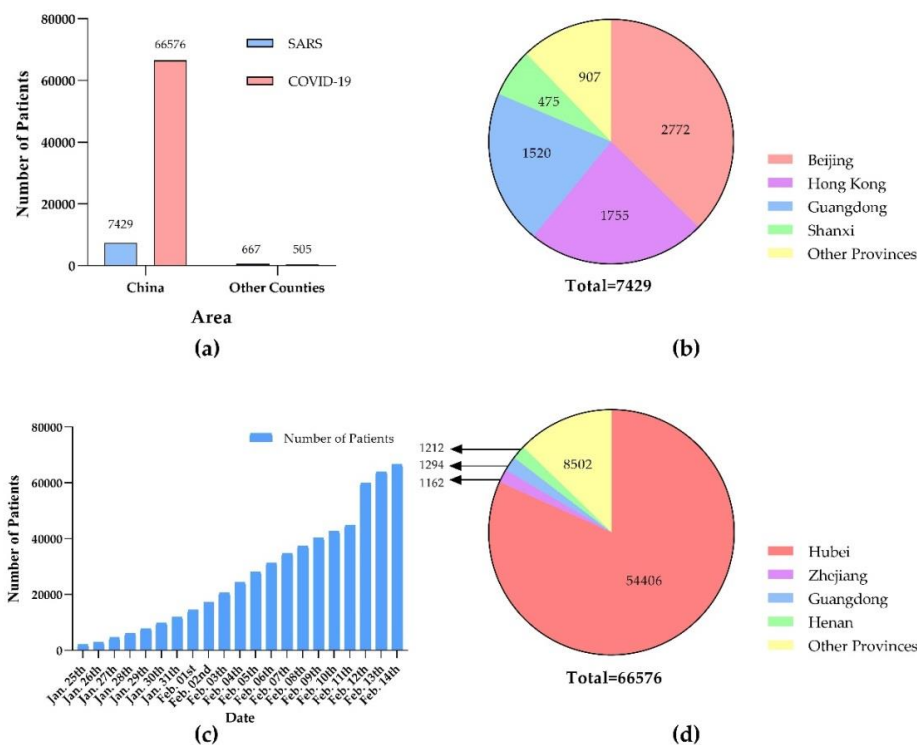 80000
60000
40000
20000
0
Number of Patients
66576
7429
667
505
SARS
COVID-19
China
Other Counties
Area
(a)
907
475
2772
1520
1755
Beijing
Hong Kong
Guangdong
Shanxi
Other Provinces
Total=7429
(b)
80000
60000
40000
20000
0
Number of Patients
Number of Patients
Jan. 25th
Jan. 26th
Jan. 27th
Jan. 28th
Jan. 29th
Jan. 30th
Jan. 31th
Feb. 01st
Feb. 02nd
Feb. 03th
Feb. 04th
Feb. 05th
Feb. 06th
Feb. 07th
Feb. 08th
Feb. 09th
Feb. 10th
Feb. 11th
Feb. 12th
Feb. 13th
Feb. 14th
Date
(c)
1212
1294
1162
8502
54406
Hubei
Zhejiang
Guangdong
Henan
Other Provinces
Total=66576
(d)